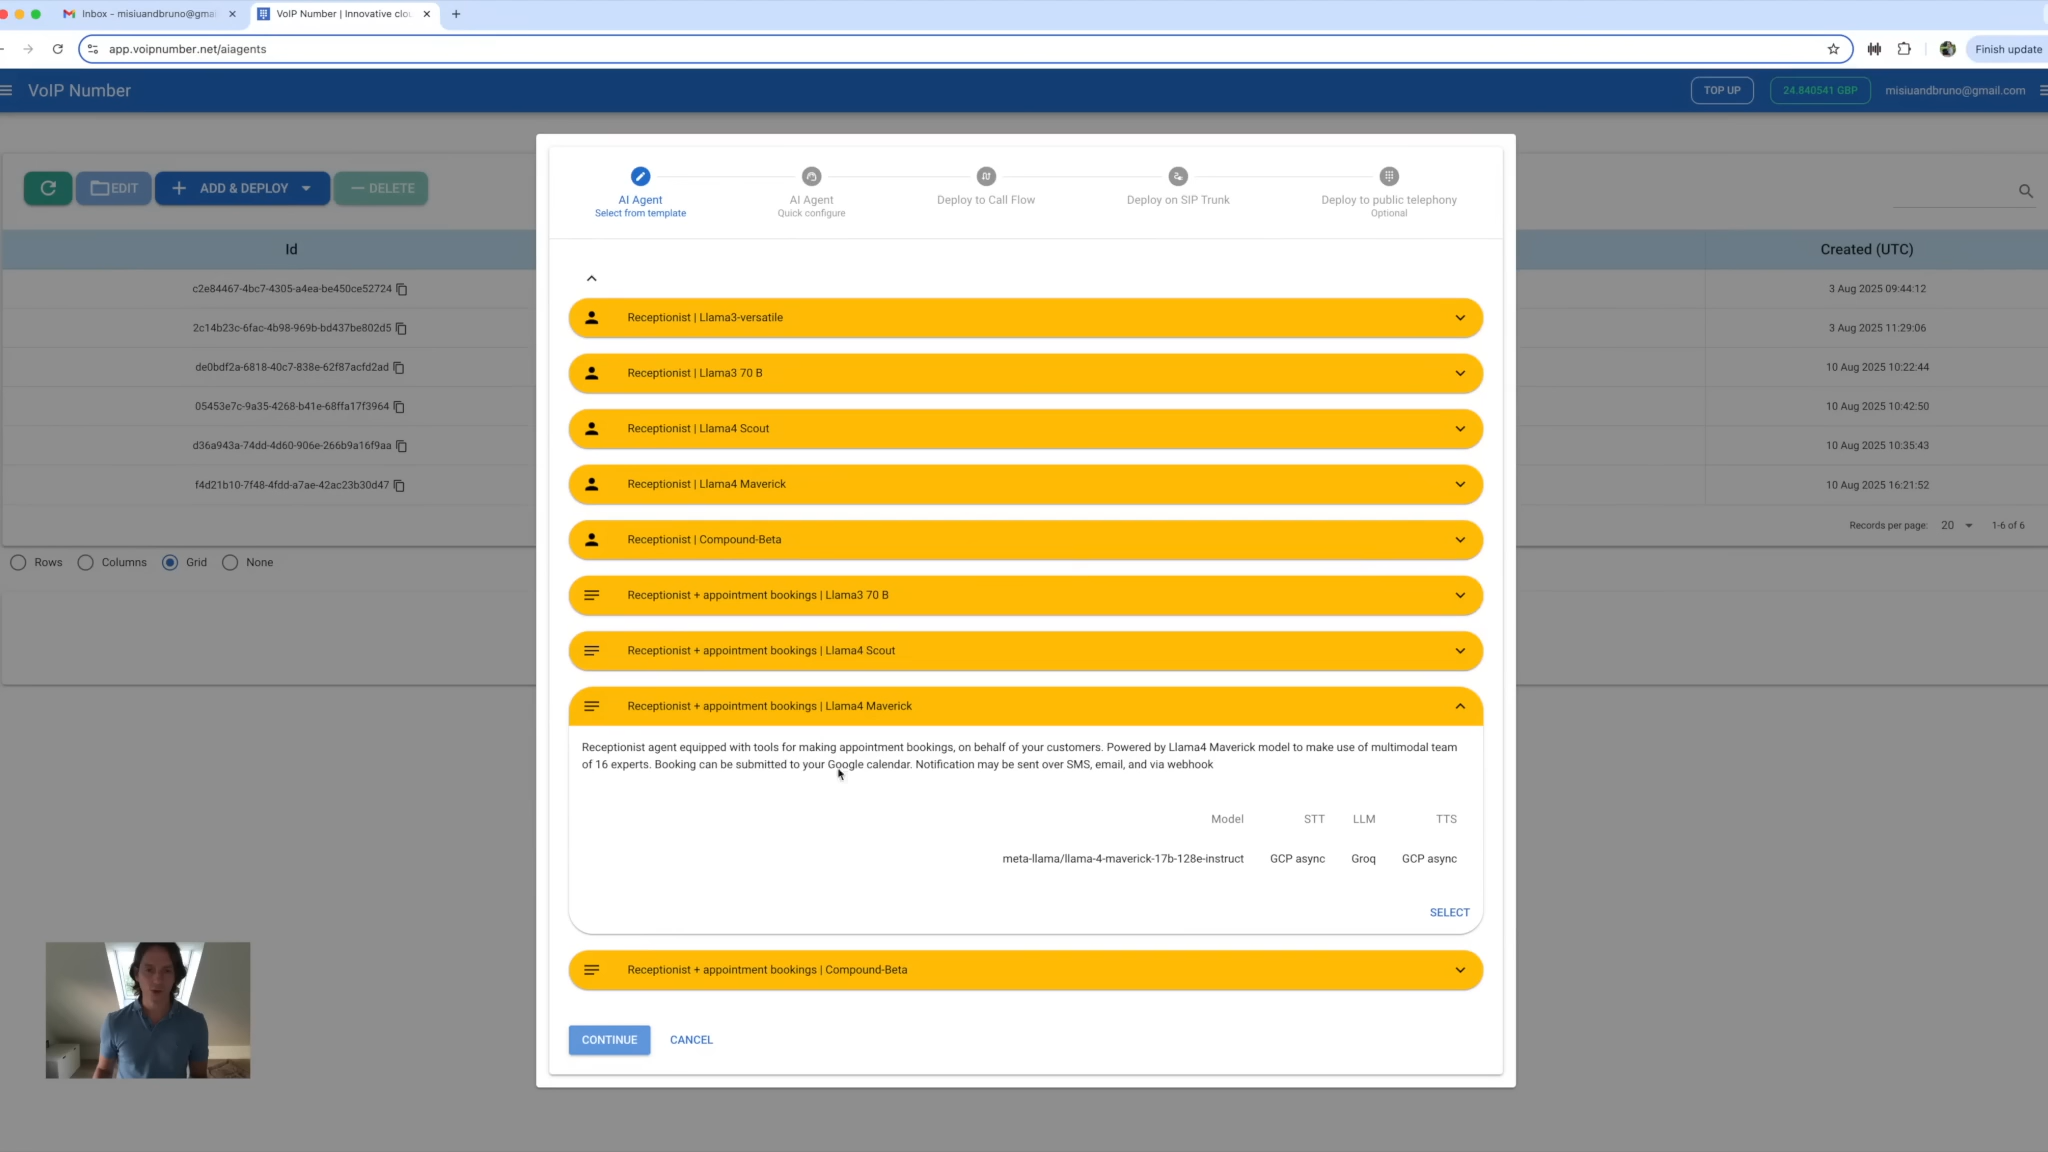 Inbox - misiuandbruno@gma
VoIP Number | Innovative clou
app.voipnumber.net/aiagents
Finish update
VoIP Number
TOP UP
24.840541 GBP
misiuandbruno@gmail.com
EDIT
ADD & DEPLOY
DELETE
Id
Created (UTC)
c2e84467-4bc7-4305-a4ea-be450ce52724
3 Aug 2025 09:44:12
2c14b23c-6fac-4b98-969b-bd437be802d5
3 Aug 2025 11:29:06
de0bdf2a-6818-40c7-838e-62f87acfd2ad
10 Aug 2025 10:22:44
05453e7c-9a35-4268-b41e-68ffa17f3964
10 Aug 2025 10:42:50
d36a943a-74dd-4d60-906e-266b9a16f9aa
10 Aug 2025 10:35:43
f4d21b10-7f48-4fdd-a7ae-42ac23b30d47
10 Aug 2025 16:21:52
Records per page: 20 1-6 of 6
Rows Columns Grid None
AI Agent
Select from template
AI Agent
Quick configure
Deploy to Call Flow
Deploy on SIP Trunk
Deploy to public telephony
Optional
Receptionist | Llama3-versatile
Receptionist | Llama3 70 B
Receptionist | Llama4 Scout
Receptionist | Llama4 Maverick
Receptionist | Compound-Beta
Receptionist + appointment bookings | Llama3 70 B
Receptionist + appointment bookings | Llama4 Scout
Receptionist + appointment bookings | Llama4 Maverick
Receptionist agent equipped with tools for making appointment bookings, on behalf of your customers. Powered by Llama4 Maverick model to make use of multimodal team
of 16 experts. Booking can be submitted to your Google calendar. Notification may be sent over SMS, email, and via webhook
Model STT LLM TTS
meta-llama/llama-4-maverick-17b-128e-instruct GCP async Groq GCP async
SELECT
Receptionist + appointment bookings | Compound-Beta
CONTINUE CANCEL